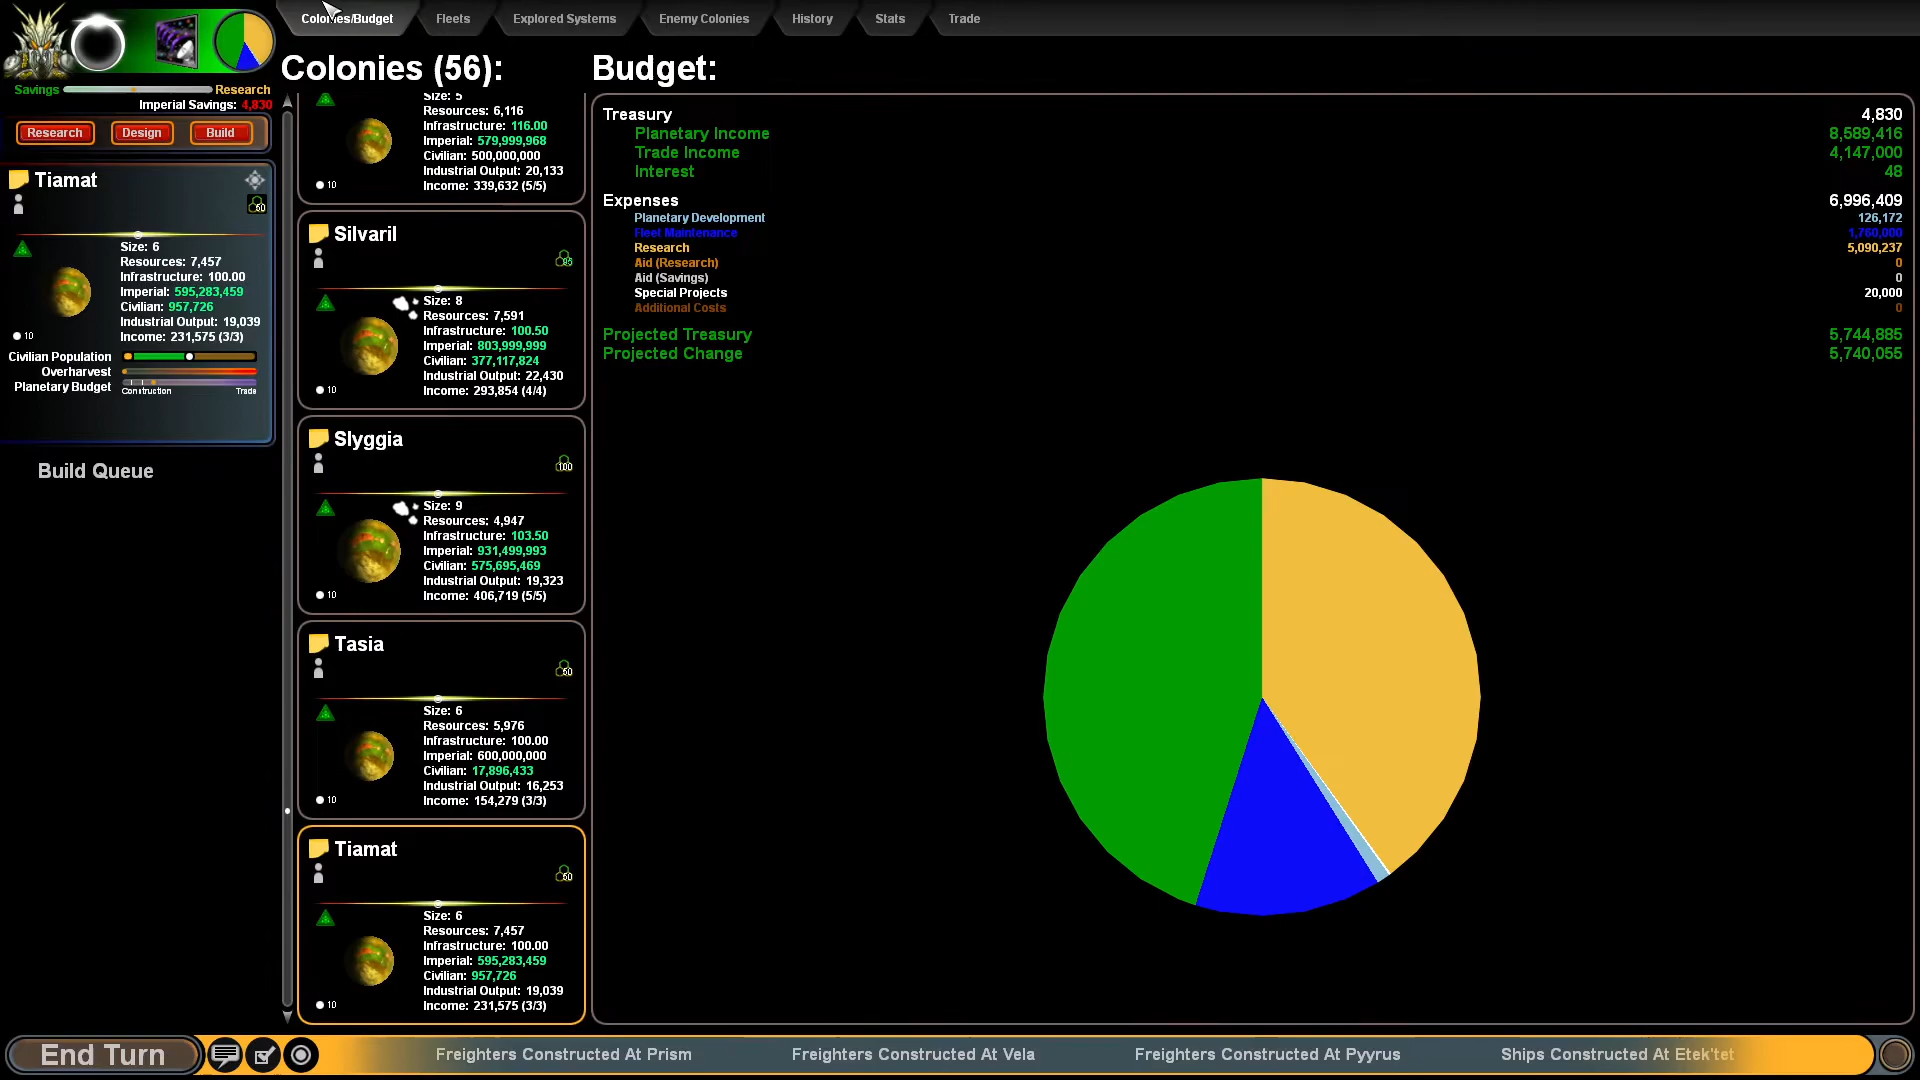 Colonies/Budget
Fleets
Explored Systems
Enemy Colonies
History
Stats
Trade
Savings
Research
Imperial Savings: 4,830
Research
Design
Build
Tiamat
50
Size: 6
Resources: 7,457
Infrastructure: 100.00
Imperial: 595,283,459
Civilian: 957,726
Industrial Output: 19,039
Income: 231,575 (3/3)
10
Civilian Population
Overharvest
Planetary Budget
Construction
Trade
Build Queue
Colonies (56):
Size: 5
Resources: 6,116
Infrastructure: 116.00
Imperial: 579,999,968
Civilian: 500,000,000
Industrial Output: 20,133
Income: 339,632 (5/5)
10
Silvaril
Size: 8
Resources: 7,591
Infrastructure: 100.50
Imperial: 803,999,999
Civilian: 377,117,824
Industrial Output: 22,430
Income: 293,854 (4/4)
10
Slyggia
100
Size: 9
Resources: 4,947
Infrastructure: 103.50
Imperial: 931,499,993
Civilian: 575,695,469
Industrial Output: 19,323
Income: 406,719 (5/5)
10
Tasia
50
Size: 6
Resources: 5,976
Infrastructure: 100.00
Imperial: 600,000,000
Civilian: 17,896,433
Industrial Output: 16,253
Income: 154,279 (3/3)
10
Tiamat
50
Size: 6
Resources: 7,457
Infrastructure: 100.00
Imperial: 595,283,459
Civilian: 957,726
Industrial Output: 19,039
Income: 231,575 (3/3)
10
Budget:
Treasury 4,830
Planetary Income 8,589,416
Trade Income 4,147,000
Interest 48
Expenses 6,996,409
Planetary Development 126,172
Fleet Maintenance 1,760,000
Research 5,090,237
Aid (Research) 0
Aid (Savings) 0
Special Projects 20,000
Additional Costs 0
Projected Treasury 5,744,885
Projected Change 5,740,055
End Turn
Freighters Constructed At Prism
Freighters Constructed At Vela
Freighters Constructed At Pyyrus
Ships Constructed At Etek'tet